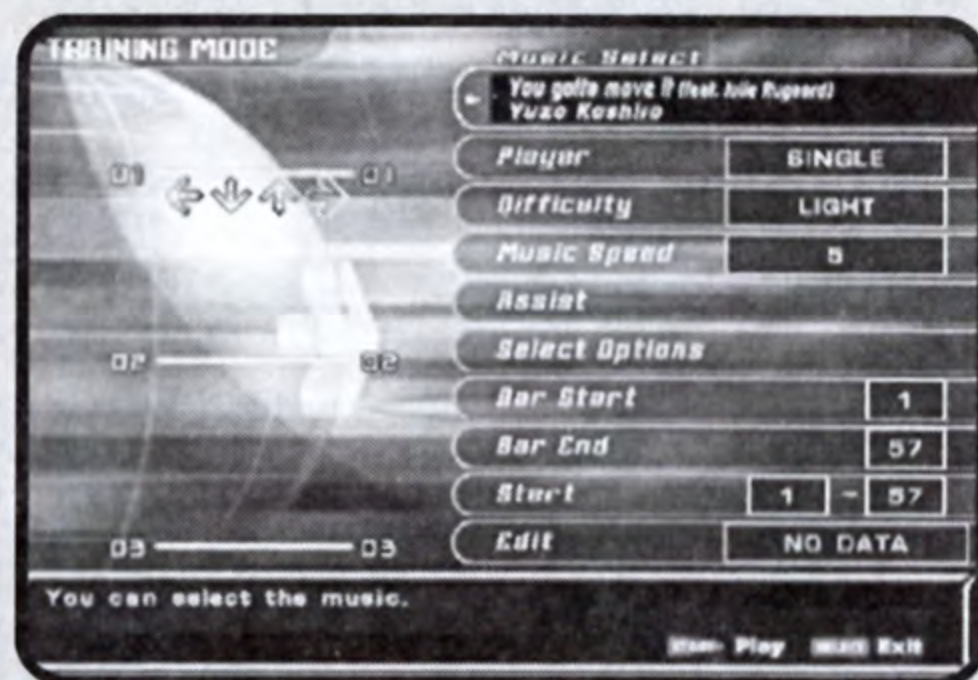 TRAINING MODE
Music Select
You gotta move it (feat. Julie Rugaard)
Yuzo Koshiro
Player SINGLE
Difficulty LIGHT
Music Speed 5
Assist
Select Options
Bar Start 1
Bar End 57
Start 1 - 57
Edit NO DATA
01 01
02 02
03 03
You can select the music.
START Play SELECT Exit